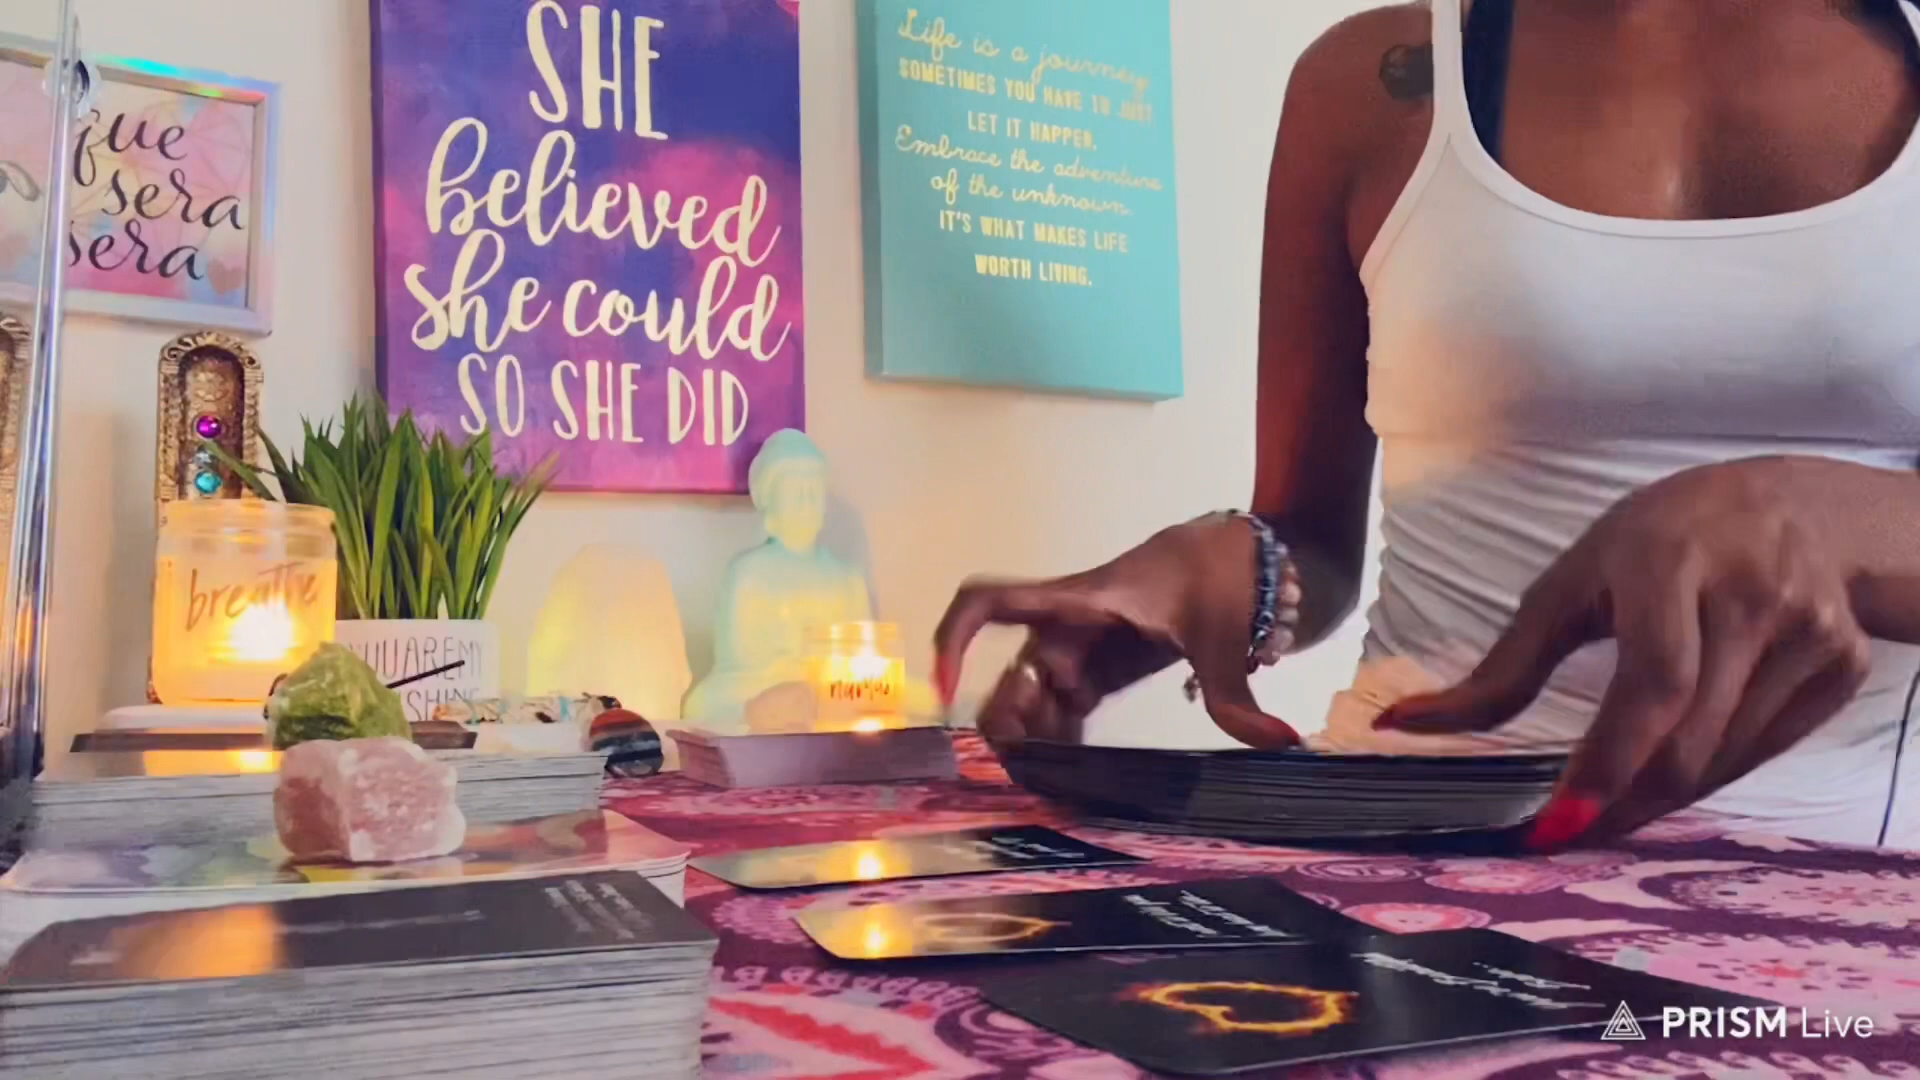 que
sera
sera
SHE
believed
she could
SO SHE DID
Life is a journey
SOMETIMES YOU HAVE TO JUST
LET IT HAPPEN.
Embrace the adventure
of the unknown.
IT'S WHAT MAKES LIFE
WORTH LIVING.
breathe
PRISM Live